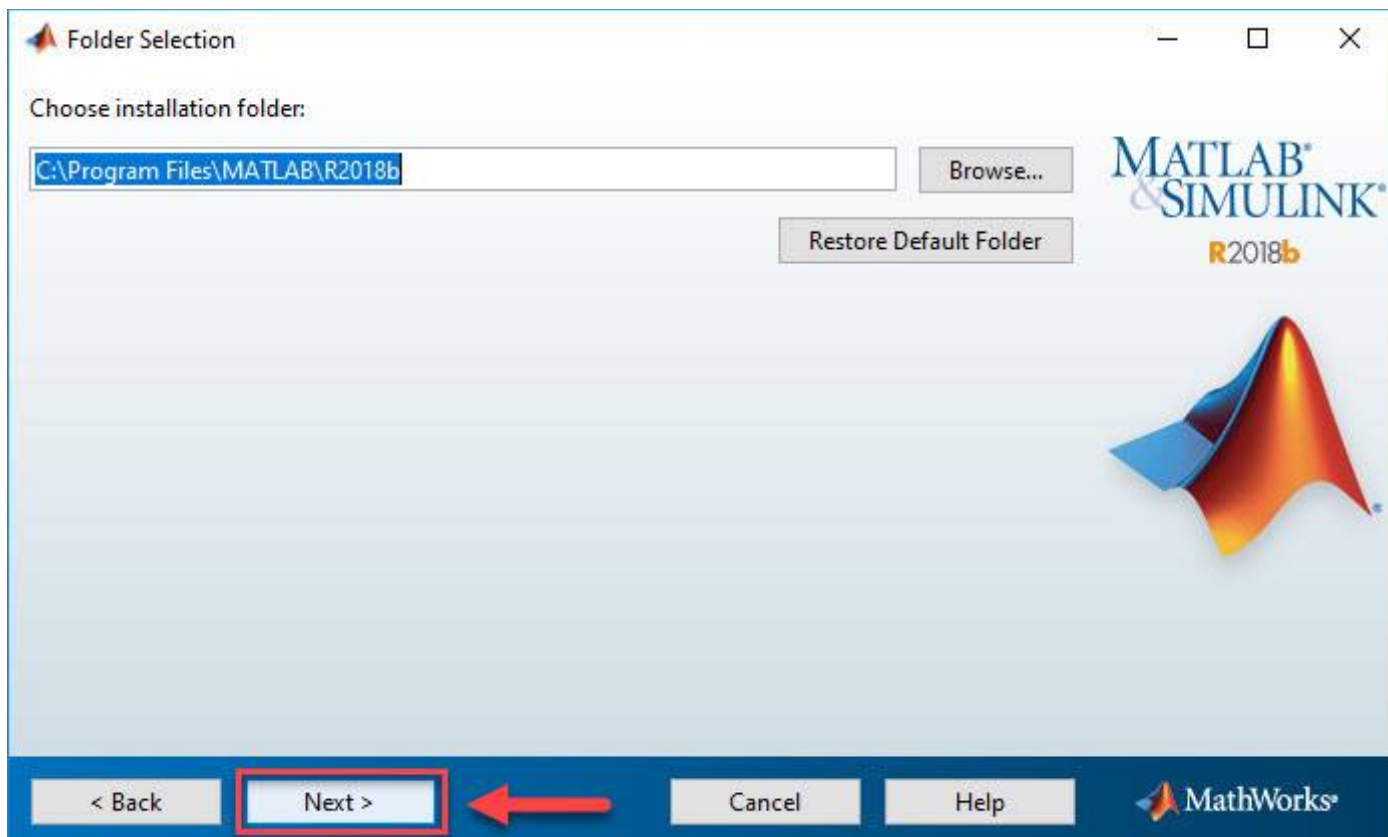 Folder Selection
Choose installation folder:
C:\Program Files\MATLAB\R2018b
Browse...
Restore Default Folder
MATLAB®
&SIMULINK®
R2018b
< Back
Next >
Cancel
Help
MathWorks®